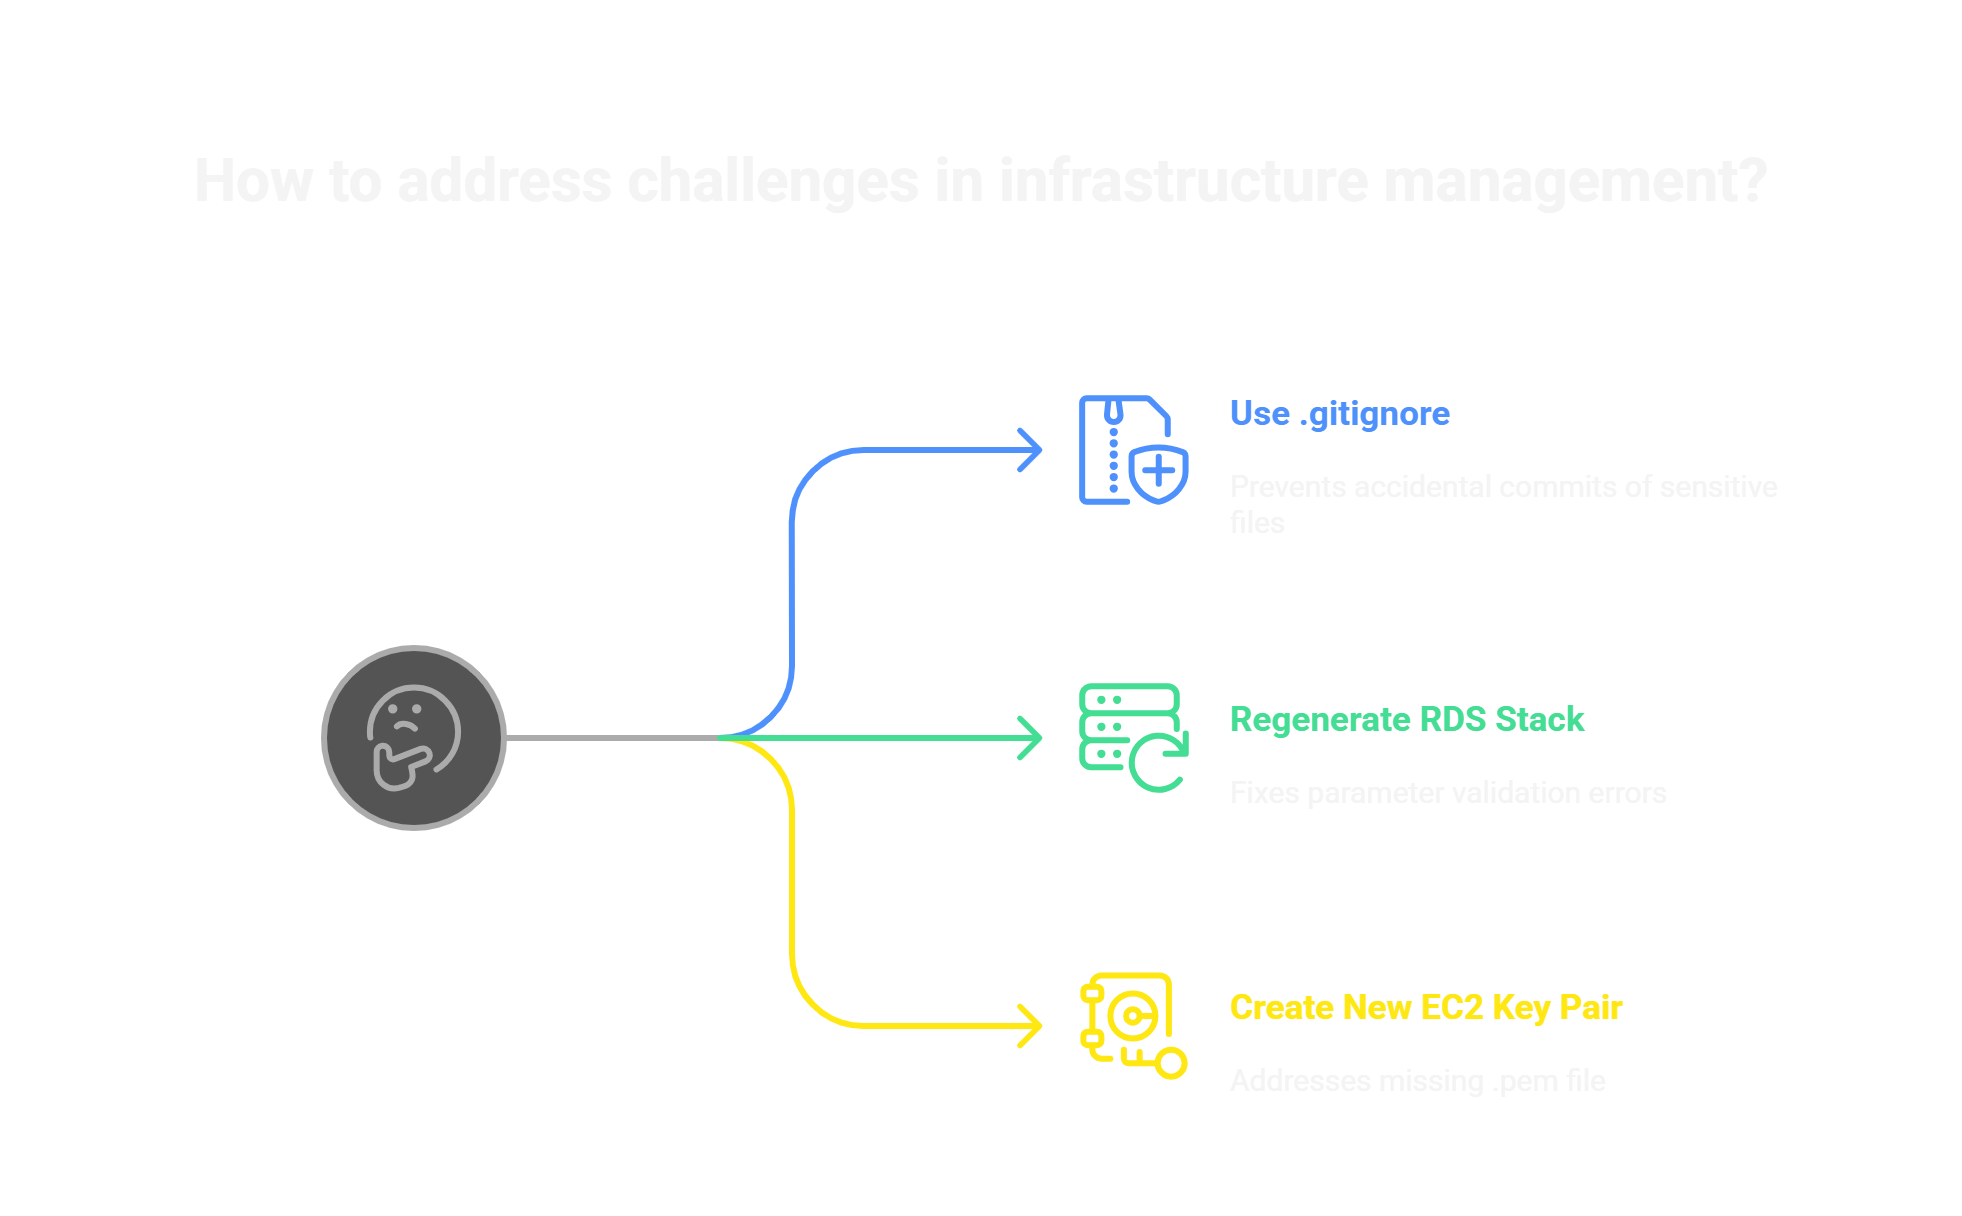 How to address challenges in infrastructure management?
Use .gitignore
Prevents accidental commits of sensitive
files
Regenerate RDS Stack
Fixes parameter validation errors
Create New EC2 Key Pair
Addresses missing .pem file